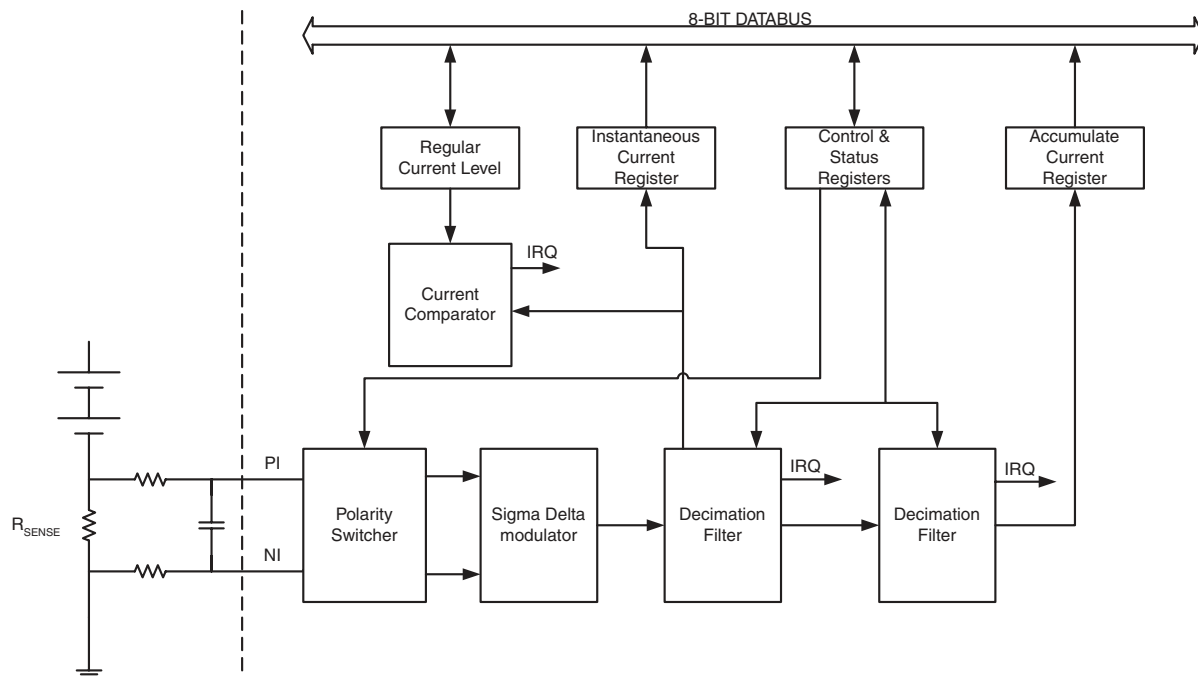 8-BIT DATABUS
Regular
Current Level
Instantaneous
Current
Register
Control &
Status
Registers
Accumulate
Current
Register
IRQ
Current
Comparator
PI
IRQ
IRQ
R_SENSE
Polarity
Switcher
Sigma Delta
modulator
Decimation
Filter
Decimation
Filter
NI